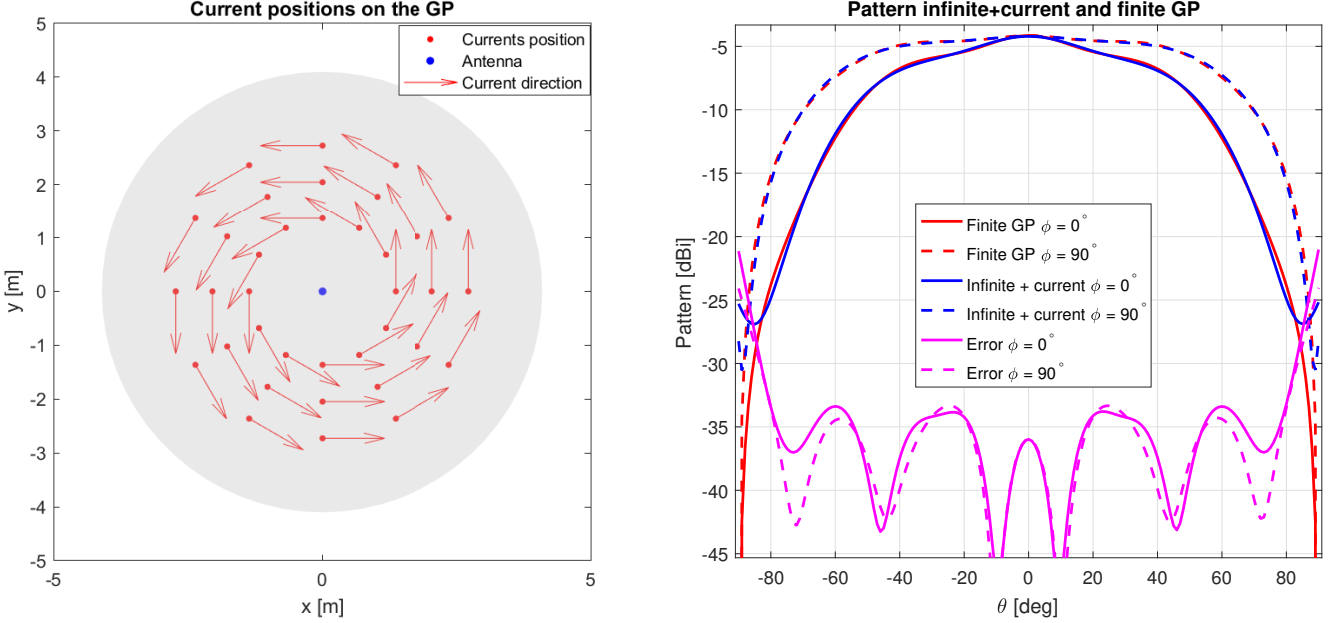 Current positions on the GP
5
4
3
2
1
0
-1
-2
-3
-4
-5
y [m]
-5
0
5
x [m]
Currents position
Antenna
Current direction
Pattern infinite+current and finite GP
-5
-10
-15
-20
-25
-30
-35
-40
-45
Pattern [dBi]
Finite GP ϕ = 0°
Finite GP ϕ = 90°
Infinite + current ϕ = 0°
Infinite + current ϕ = 90°
Error ϕ = 0°
Error ϕ = 90°
-80 -60 -40 -20 0 20 40 60 80
θ [deg]